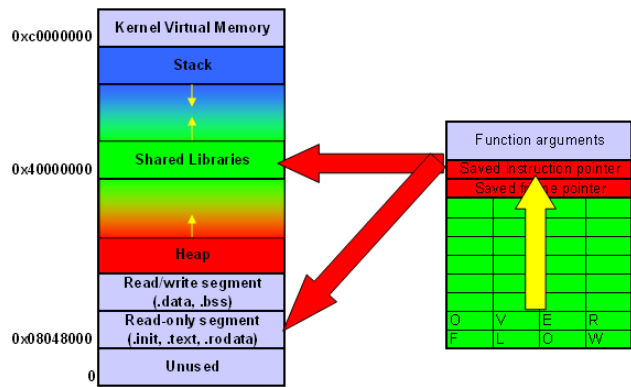 0xc0000000
Kernel Virtual Memory
Stack
Shared Libraries
0x40000000
Heap
Read/write segment
(.data, .bss)
Read-only segment
(.init, .text, .rodata)
0x08048000
Unused
0
Function arguments
Saved instruction pointer
Saved frame pointer
O V E R
F L O W